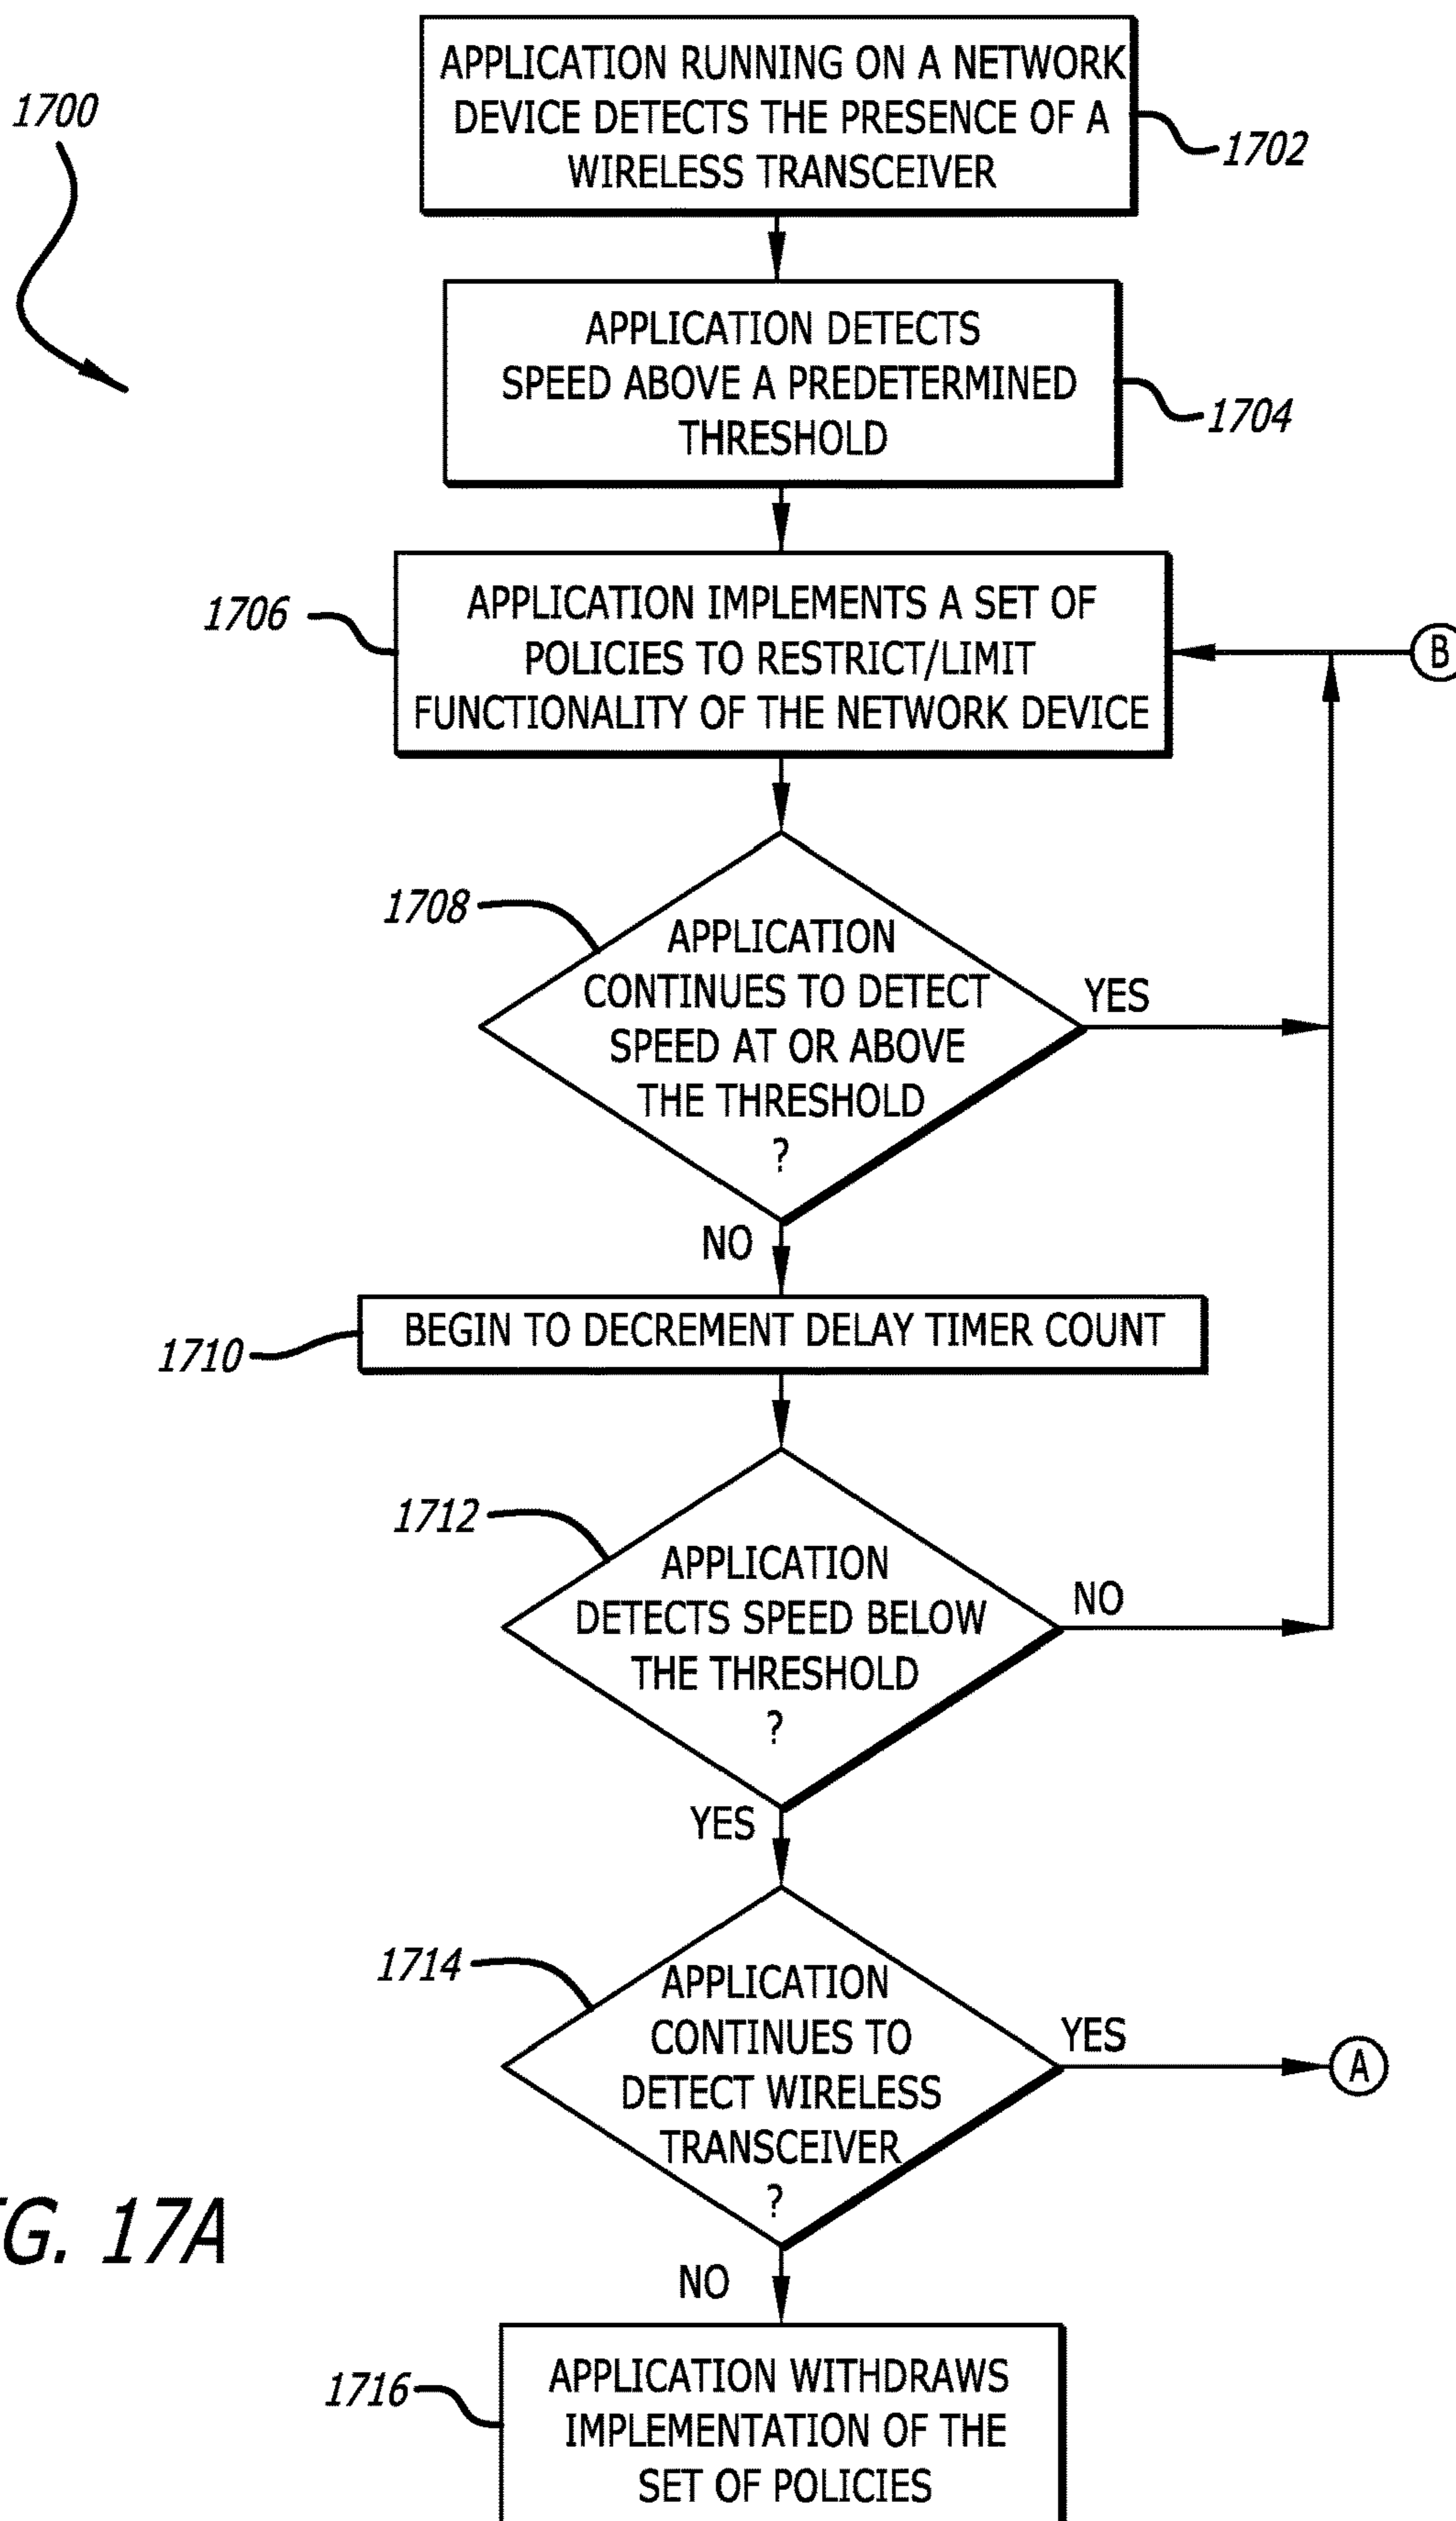 1700
APPLICATION RUNNING ON A NETWORK
DEVICE DETECTS THE PRESENCE OF A
WIRELESS TRANSCEIVER
1702
APPLICATION DETECTS
SPEED ABOVE A PREDETERMINED
THRESHOLD
1704
1706
APPLICATION IMPLEMENTS A SET OF
POLICIES TO RESTRICT/LIMIT
FUNCTIONALITY OF THE NETWORK DEVICE
B
1708
APPLICATION
CONTINUES TO DETECT
SPEED AT OR ABOVE
THE THRESHOLD
?
YES
NO
1710
BEGIN TO DECREMENT DELAY TIMER COUNT
1712
APPLICATION
DETECTS SPEED BELOW
THE THRESHOLD
?
NO
YES
1714
APPLICATION
CONTINUES TO
DETECT WIRELESS
TRANSCEIVER
?
YES
A
NO
G. 17A
1716
APPLICATION WITHDRAWS
IMPLEMENTATION OF THE
SET OF POLICIES